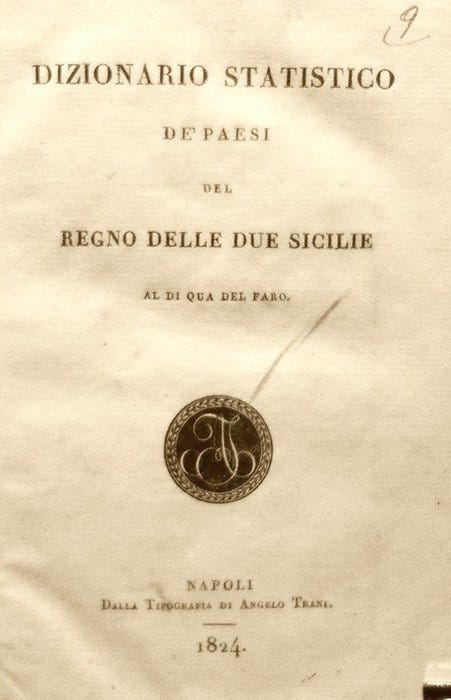 9
DIZIONARIO STATISTICO
DE' PAESI
DEL
REGNO DELLE DUE SICILIE
AL DI QUA DEL FARO.
NAPOLI
DALLA TIPOGRAFIA DI ANGELO TRANI.
1824.